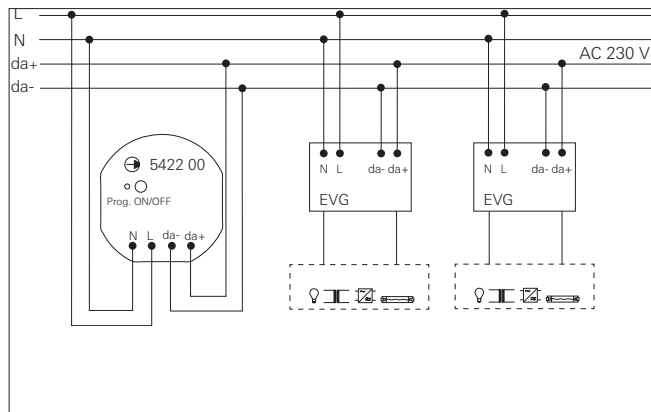 L
N
da+
AC 230 V
da-
5422 00
Prog. ON/OFF
N L da- da+
N L da- da+
EVG
N L da- da+
EVG